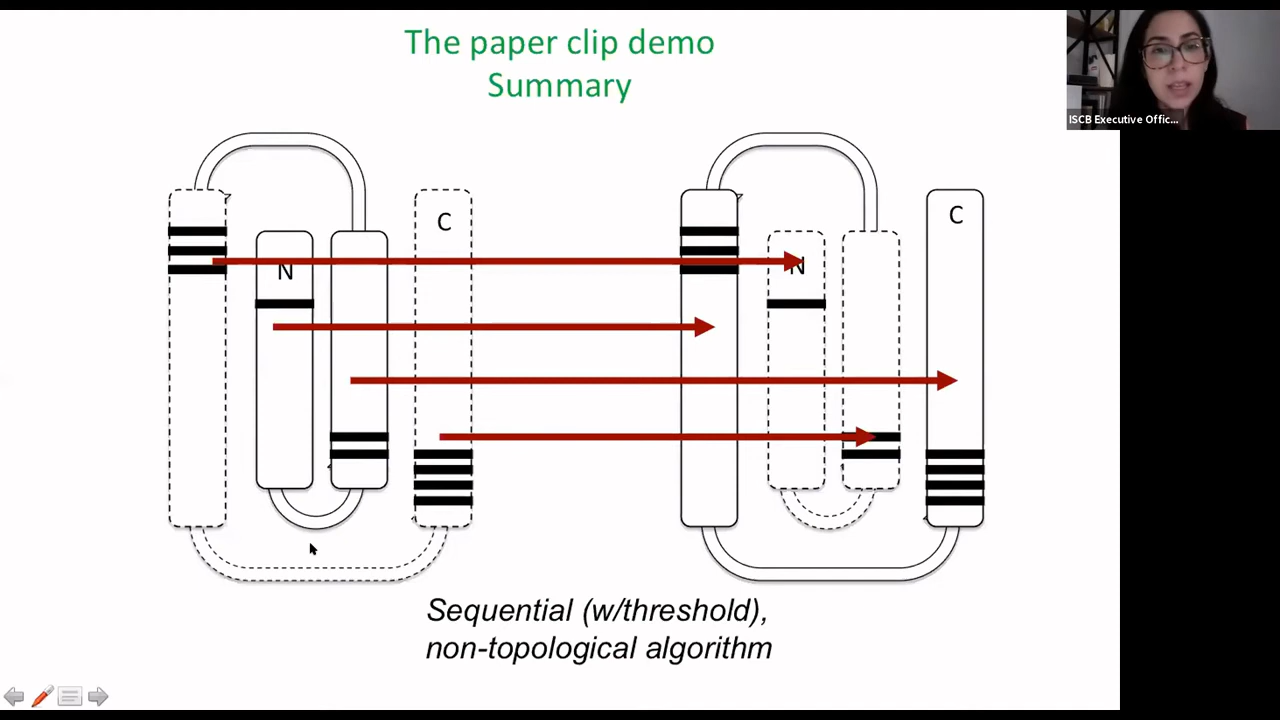 The paper clip demo
Summary
ISCB Executive Offic...
C
C
N
N
Sequential (w/threshold),
non-topological algorithm